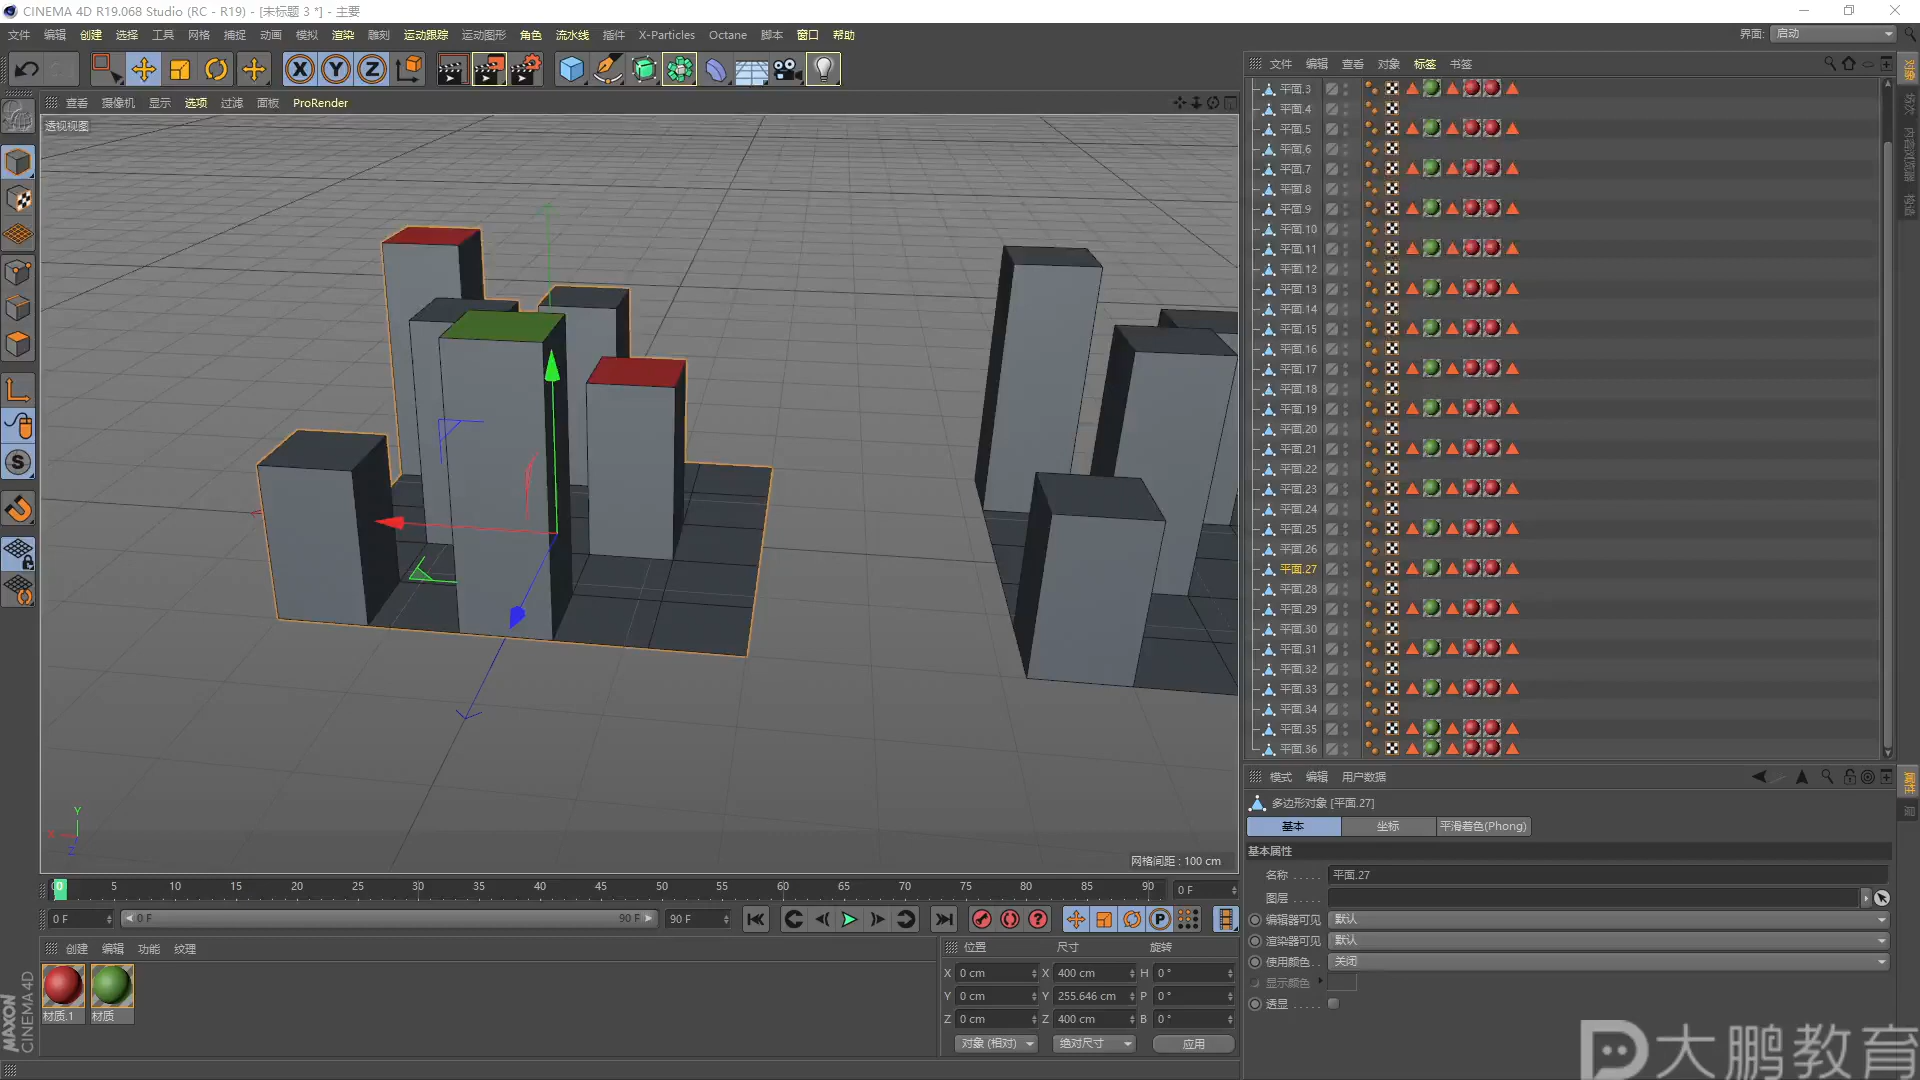 CINEMA 4D R19.068 Studio (RC - R19) - [未标题 3 *] - 主要
文件 编辑 创建 选择 工具 网格 捕捉 动画 模拟 渲染 雕刻 运动跟踪 运动图形 角色 流水线 插件 X-Particles Octane 脚本 窗口 帮助
界面: 启动
查看 摄像机 显示 选项 过滤 面板 ProRender
透视视图
文件 编辑 查看 对象 标签 书签
平面.3
平面.4
平面.5
平面.6
平面.7
平面.8
平面.9
平面.10
平面.11
平面.12
平面.13
平面.14
平面.15
平面.16
平面.17
平面.18
平面.19
平面.20
平面.21
平面.22
平面.23
平面.24
平面.25
平面.26
平面.27
平面.28
平面.29
平面.30
平面.31
平面.32
平面.33
平面.34
平面.35
平面.36
对象
场次
内容浏览器
构造
Y
X
Z
网格间距 : 100 cm
0 5 10 15 20 25 30 35 40 45 50 55 60 65 70 75 80 85 90
0 F
0 F 0 F 90 F 90 F
创建 编辑 功能 纹理
材质.1 材质
位置 尺寸 旋转
X 0 cm X 400 cm H 0 °
Y 0 cm Y 255.646 cm P 0 °
Z 0 cm Z 400 cm B 0 °
对象 (相对) 绝对尺寸 应用
模式 编辑 用户数据
属性
层
多边形对象 [平面.27]
基本 坐标 平滑着色(Phong)
基本属性
名称 . . . . . 平面.27
图层 . . . . .
编辑器可见 默认
渲染器可见 默认
使用颜色. . 关闭
显示颜色
透显 . . . . .
MAXON
CINEMA 4D
大鹏教育